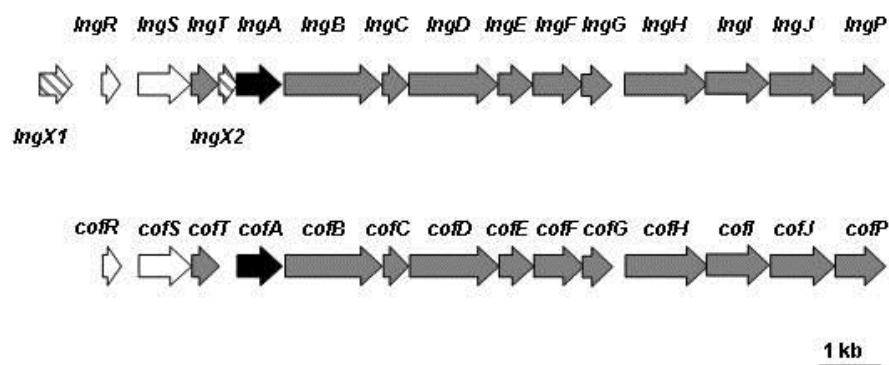 lngR lngS lngT lngA lngB lngC lngD lngE lngF lngG lngH lngI lngJ lngP
lngX1 lngX2
cofR cofS cofT cofA cofB cofC cofD cofE cofF cofG cofH cofI cofJ cofP
1 kb